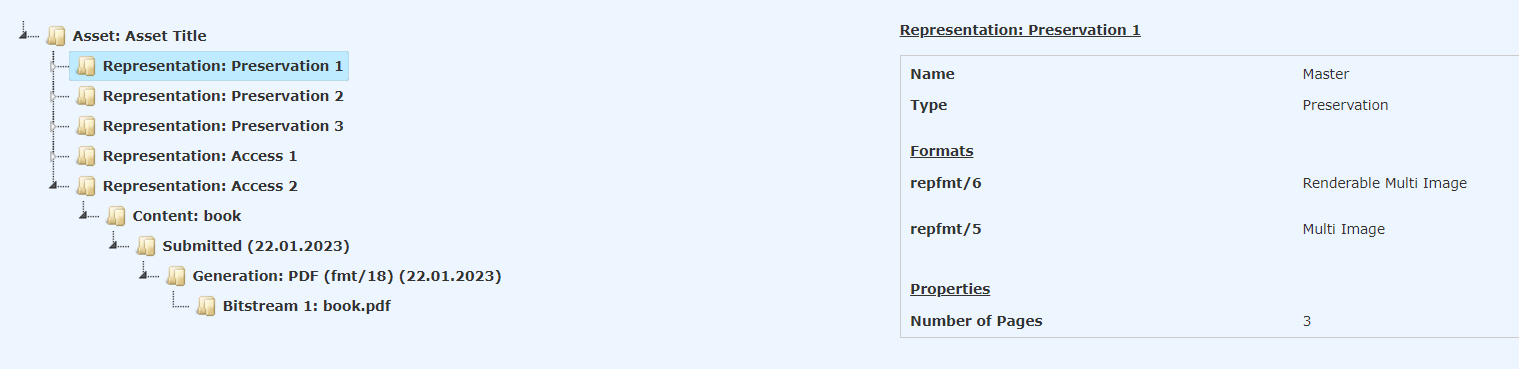 Asset: Asset Title
Representation: Preservation 1
Representation: Preservation 2
Representation: Preservation 3
Representation: Access 1
Representation: Access 2
Content: book
Submitted (22.01.2023)
Generation: PDF (fmt/18) (22.01.2023)
Bitstream 1: book.pdf
Representation: Preservation 1
Name Master
Type Preservation
Formats
repfmt/6 Renderable Multi Image
repfmt/5 Multi Image
Properties
Number of Pages 3